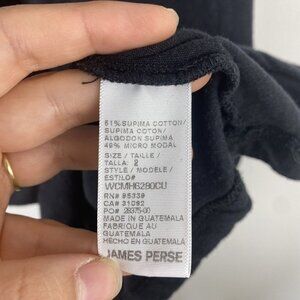 51% SUPIMA COTTON/
SUPIMA COTON/
ALGODON SUPIMA
49% MICRO MODAL
SIZE / TAILLE /
TALLA: 2
STYLE / MODELE /
ESTILO#
WCMH6280CU
RN# 95339
CA# 31092
PO# 28375-00
MADE IN GUATEMALA
FABRIQUE AU
GUATEMALA
HECHO EN GUATEMALA
JAMES PERSE